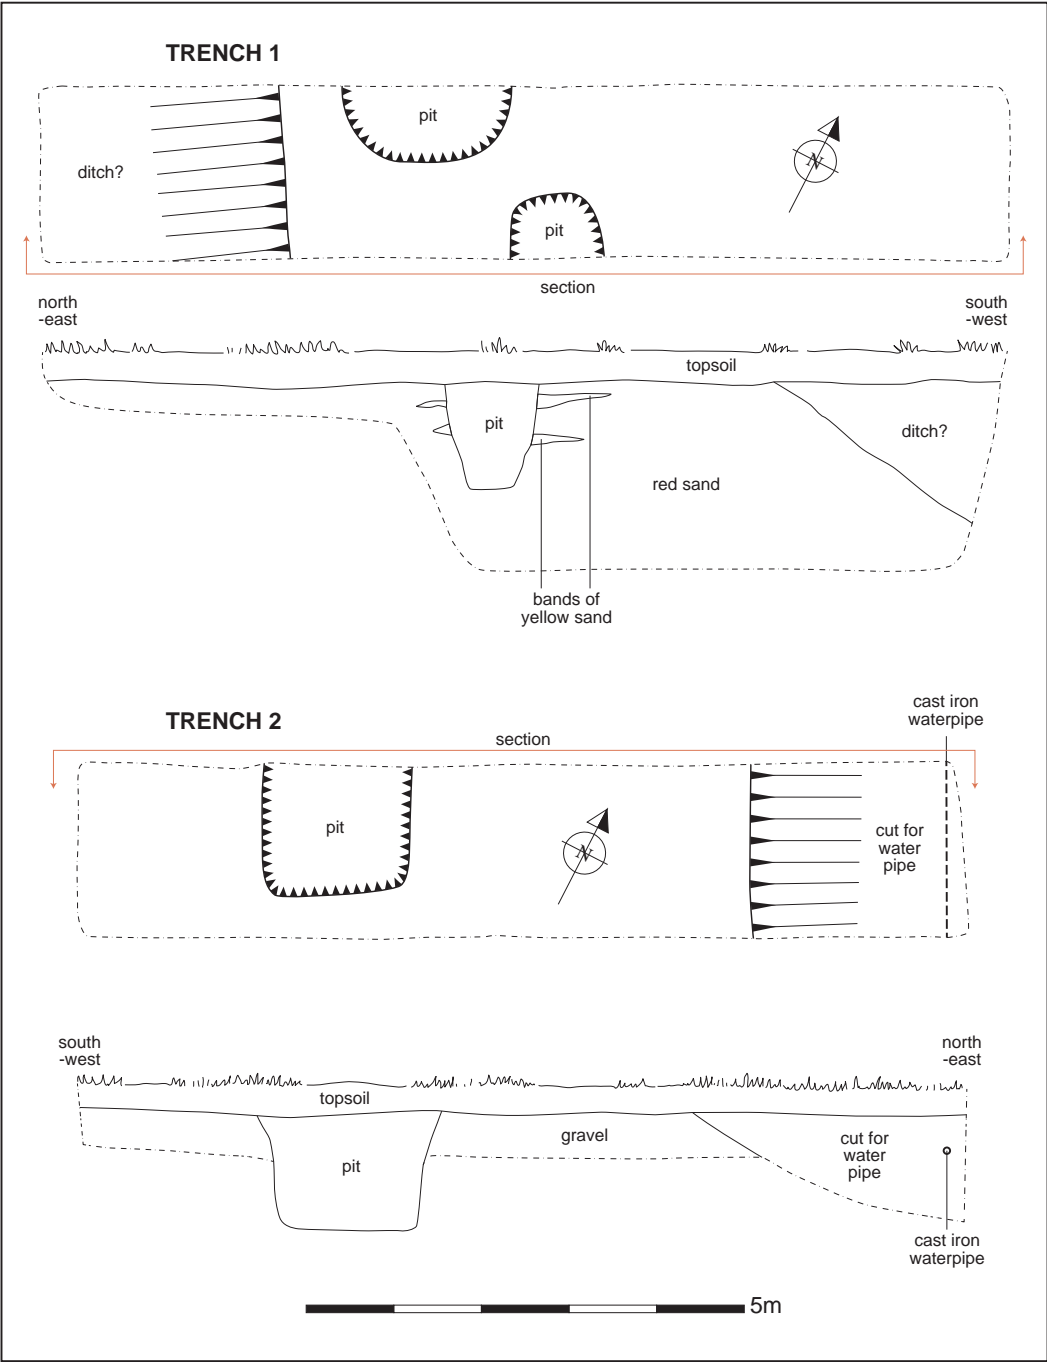 TRENCH 1
pit
ditch?
N
pit
section
north
-east
south
-west
topsoil
pit
ditch?
red sand
bands of
yellow sand
cast iron
waterpipe
TRENCH 2
section
pit
N
cut for
water
pipe
south
-west
north
-east
topsoil
gravel
cut for
water
pipe
pit
cast iron
waterpipe
5m